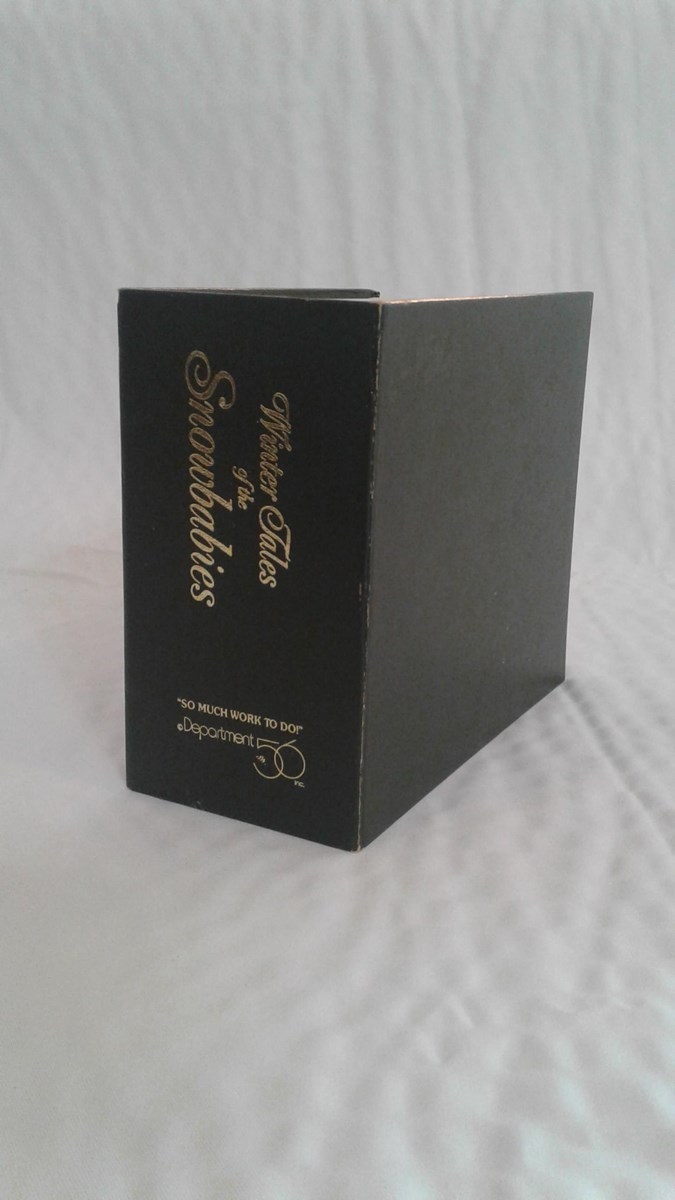 Winter Tales
of the
Snowbabies
"SO MUCH WORK TO DO!"
©Department 56 inc.